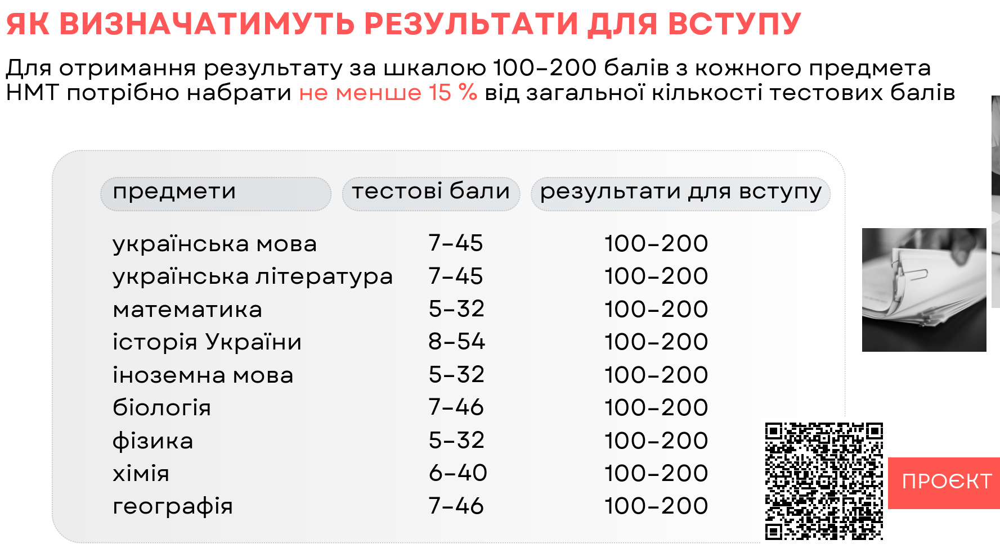 ЯК ВИЗНАЧАТИМУТЬ РЕЗУЛЬТАТИ ДЛЯ ВСТУПУ
Для отримання результату за шкалою 100–200 балів з кожного предмета
НМТ потрібно набрати не менше 15 % від загальної кількості тестових балів
предмети тестові бали результати для вступу
українська мова 7–45 100–200
українська література 7–45 100–200
математика 5–32 100–200
історія України 8–54 100–200
іноземна мова 5–32 100–200
біологія 7–46 100–200
фізика 5–32 100–200
хімія 6–40 100–200
географія 7–46 100–200
ПРОЄКТ